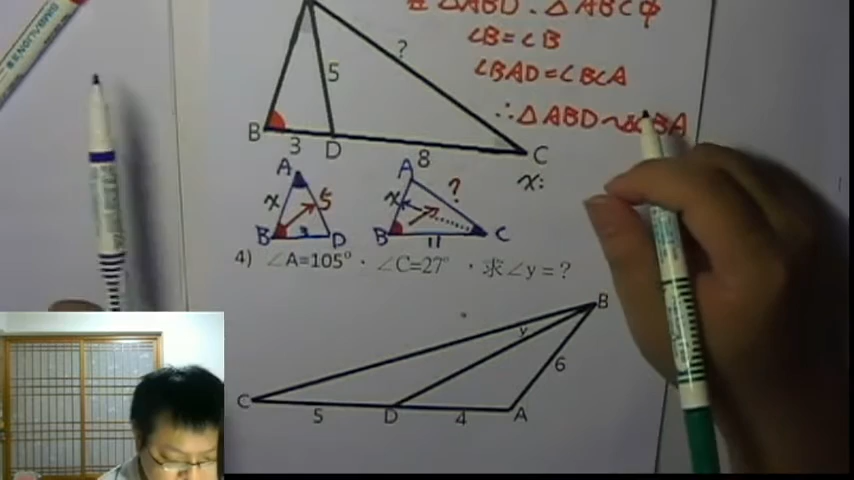 在 △ABD、△ABC中
∠B=∠B
∠BAD=∠BCA
∴△ABD~
5
?
B
3
D
8
C
x:
A
x
5
B
3
D
A
x
?
B
11
C
4) ∠A=105°、∠C=27°、求∠y=?
B
y
6
C
5
D
4
A